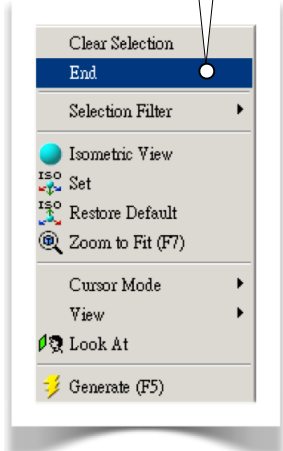 Clear Selection
End
Selection Filter
Isometric View
ISO Set
ISO Restore Default
Zoom to Fit (F7)
Cursor Mode
View
Look At
Generate (F5)